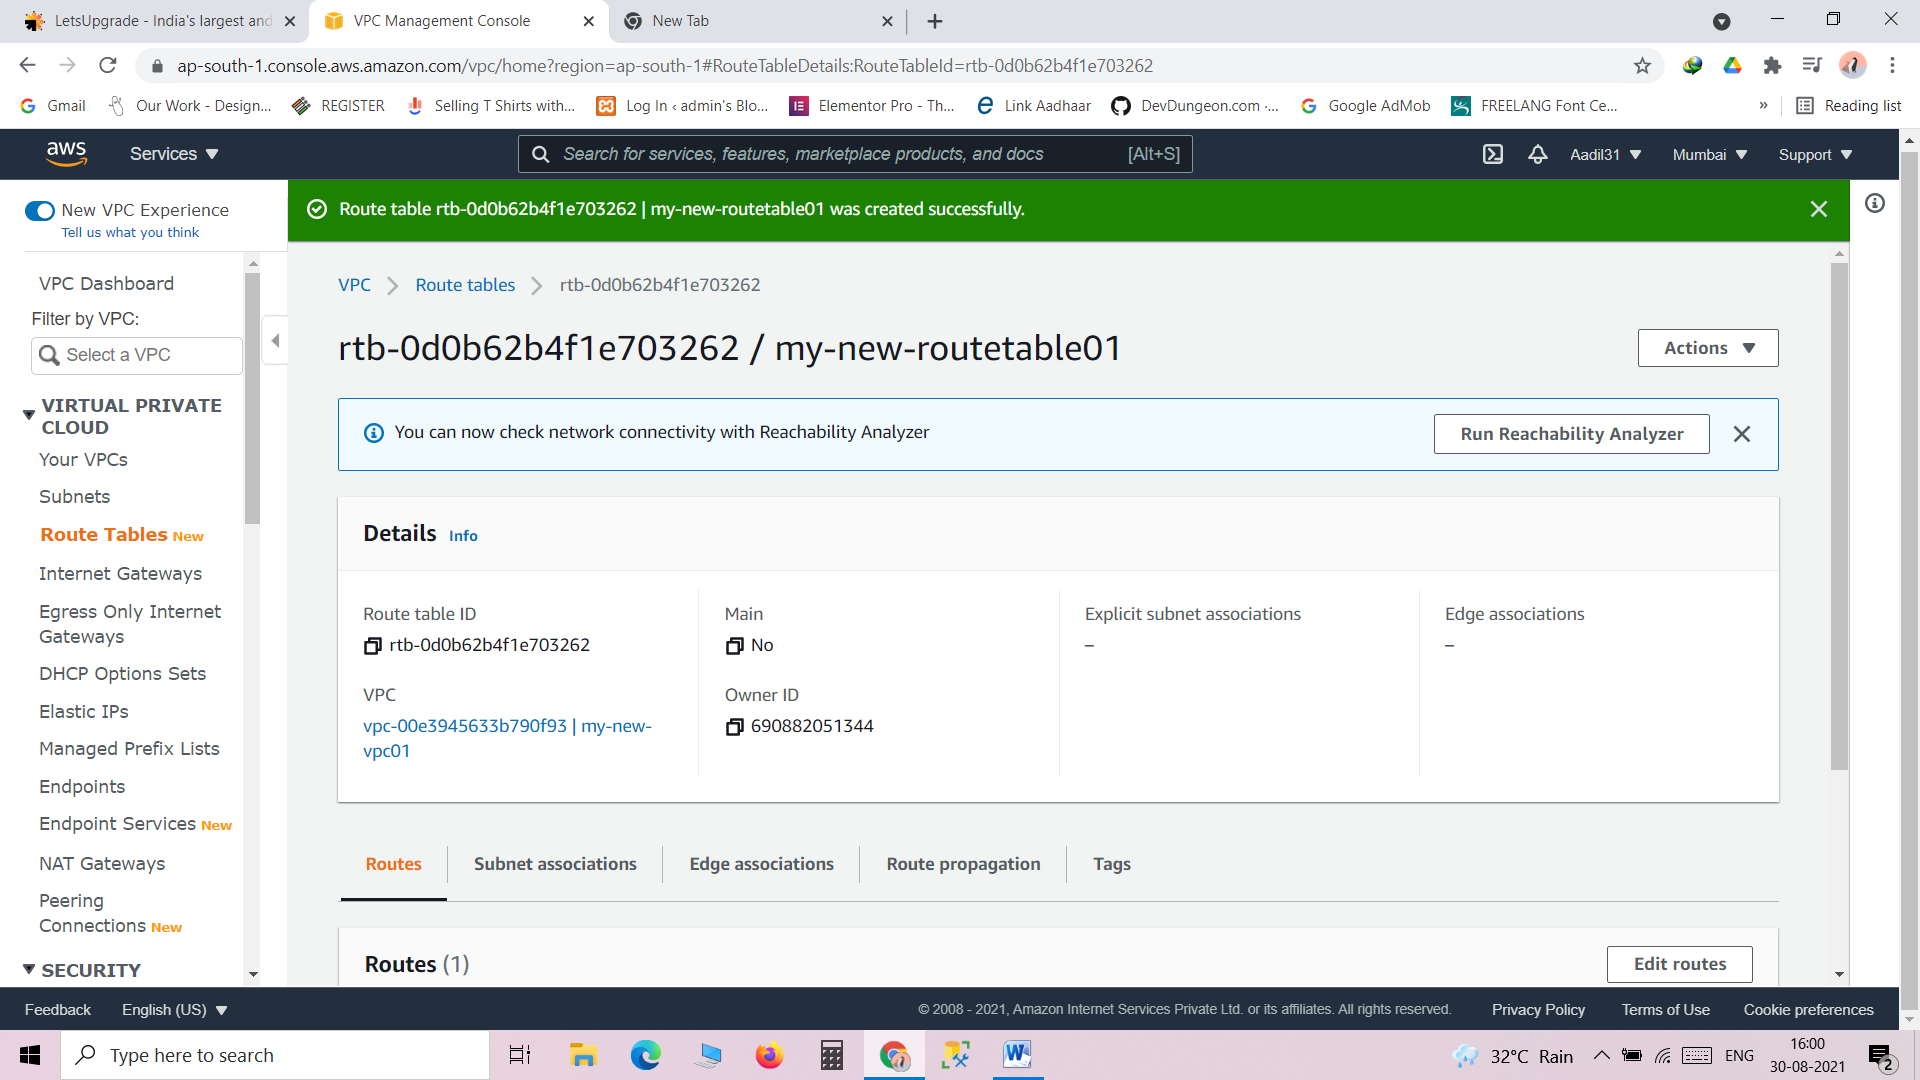 LetsUpgrade - India's largest and
VPC Management Console
New Tab
ap-south-1.console.aws.amazon.com/vpc/home?region=ap-south-1#RouteTableDetails:RouteTableId=rtb-0d0b62b4f1e703262
Gmail
Our Work - Design...
REGISTER
Selling T Shirts with...
Log In ‹ admin's Blo...
Elementor Pro - Th...
Link Aadhaar
DevDungeon.com -...
Google AdMob
FREELANG Font Ce...
»
Reading list
aws
Services
Search for services, features, marketplace products, and docs
[Alt+S]
Aadil31
Mumbai
Support
New VPC Experience
Tell us what you think
Route table rtb-0d0b62b4f1e703262 | my-new-routetable01 was created successfully.
VPC Dashboard
Filter by VPC:
Select a VPC
VIRTUAL PRIVATE
CLOUD
Your VPCs
Subnets
Route Tables New
Internet Gateways
Egress Only Internet
Gateways
DHCP Options Sets
Elastic IPs
Managed Prefix Lists
Endpoints
Endpoint Services New
NAT Gateways
Peering
Connections New
SECURITY
VPC
Route tables
rtb-0d0b62b4f1e703262
rtb-0d0b62b4f1e703262 / my-new-routetable01
Actions
You can now check network connectivity with Reachability Analyzer
Run Reachability Analyzer
Details Info
Route table ID
rtb-0d0b62b4f1e703262
Main
No
Explicit subnet associations
–
Edge associations
–
VPC
vpc-00e3945633b790f93 | my-new-
vpc01
Owner ID
690882051344
Routes
Subnet associations
Edge associations
Route propagation
Tags
Routes (1)
Edit routes
Feedback
English (US)
© 2008 - 2021, Amazon Internet Services Private Ltd. or its affiliates. All rights reserved.
Privacy Policy
Terms of Use
Cookie preferences
Type here to search
32°C Rain
ENG
16:00
30-08-2021
2